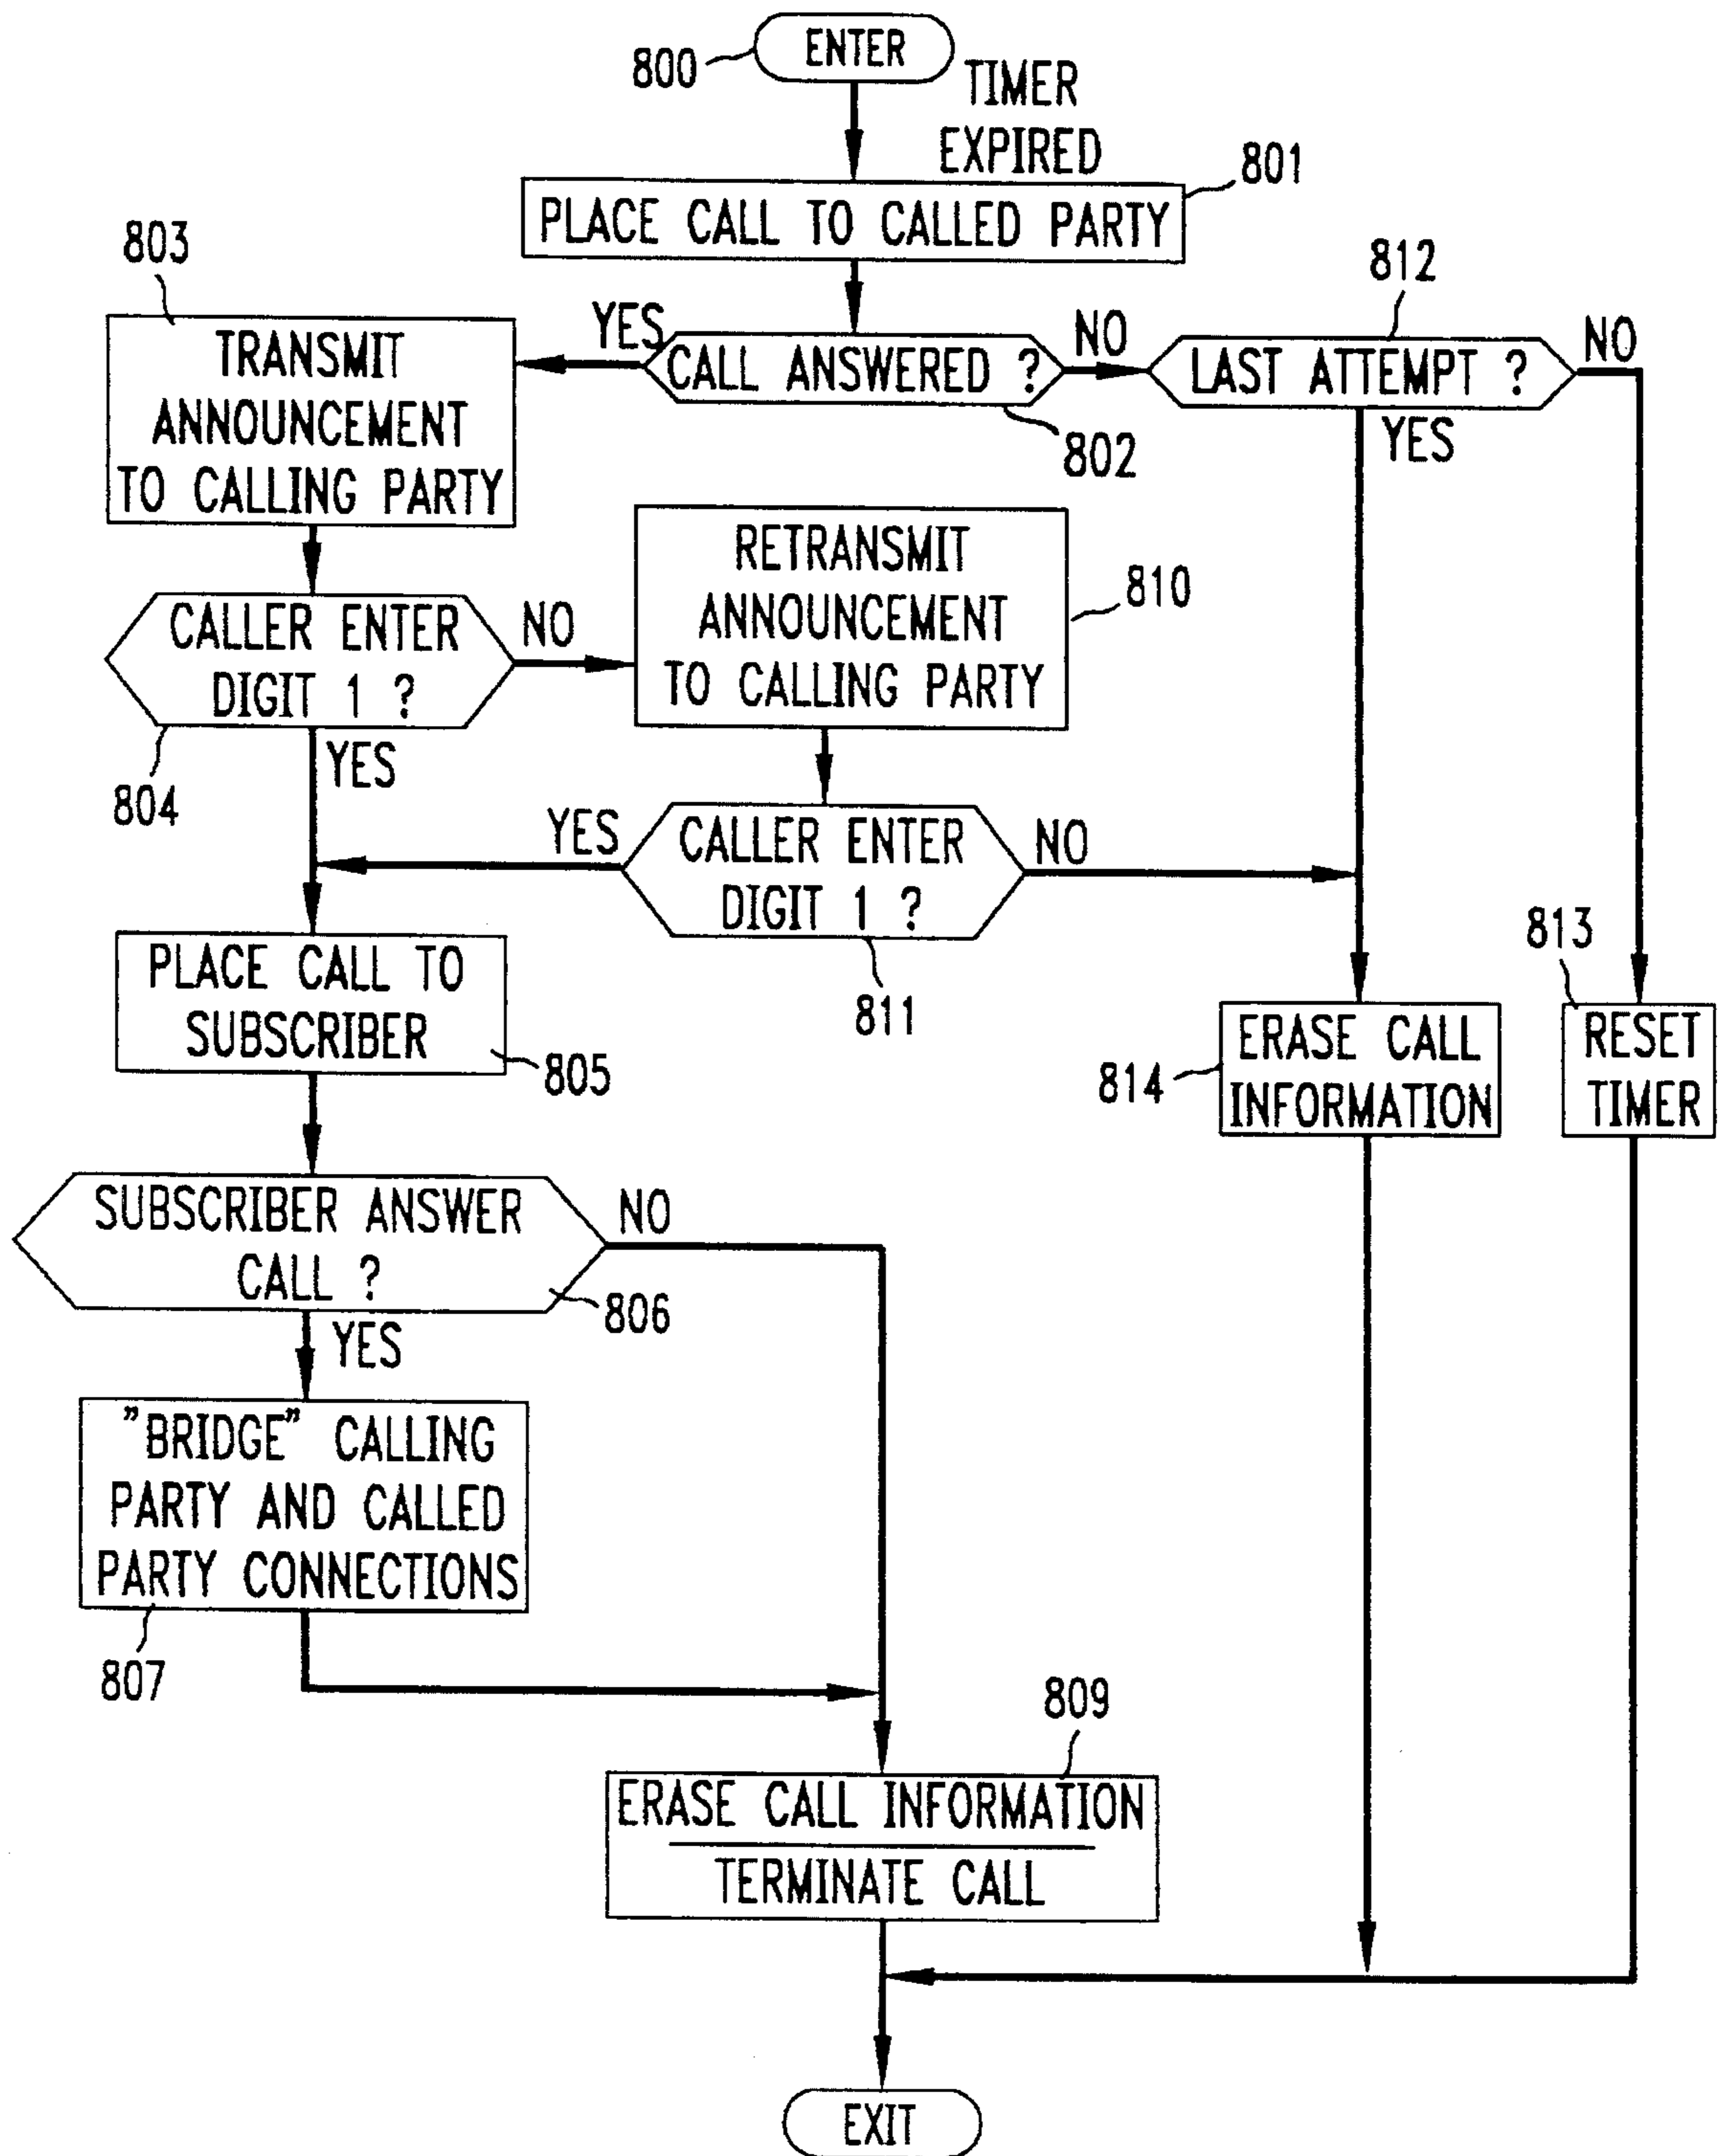 800
ENTER
TIMER
EXPIRED
801
PLACE CALL TO CALLED PARTY
803
TRANSMIT
ANNOUNCEMENT
TO CALLING PARTY
YES
CALL ANSWERED ?
802
NO
812
LAST ATTEMPT ?
NO
YES
CALLER ENTER
DIGIT 1 ?
804
NO
YES
RETRANSMIT
ANNOUNCEMENT
TO CALLING PARTY
810
YES
CALLER ENTER
DIGIT 1 ?
811
NO
PLACE CALL TO
SUBSCRIBER
805
814
ERASE CALL
INFORMATION
813
RESET
TIMER
SUBSCRIBER ANSWER
CALL ?
806
NO
YES
"BRIDGE" CALLING
PARTY AND CALLED
PARTY CONNECTIONS
807
809
ERASE CALL INFORMATION
TERMINATE CALL
EXIT